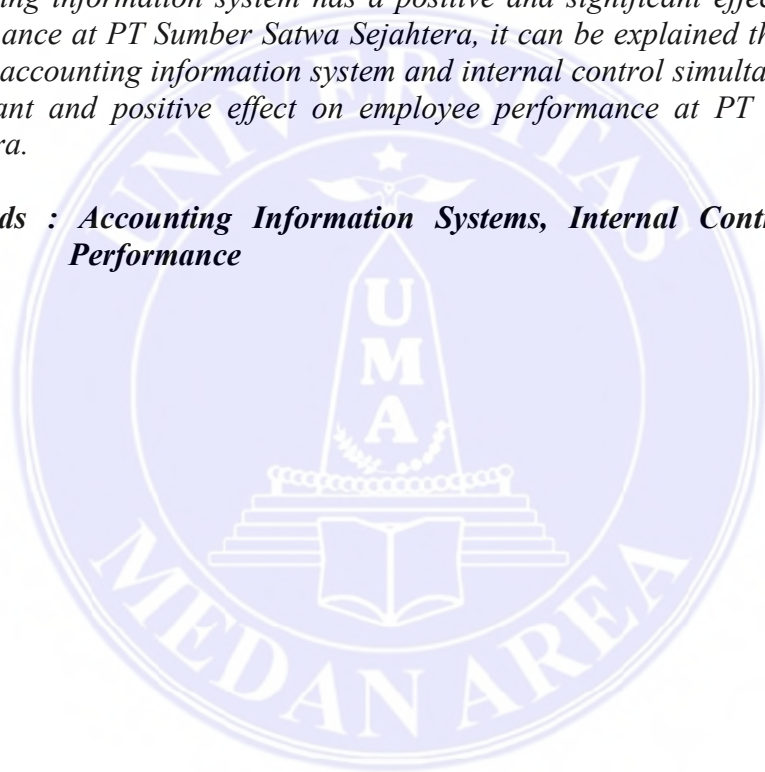 ing information system has a positive and significant effec
nance at PT Sumber Satwa Sejahtera, it can be explained th
accounting information system and internal control simulta
ant and positive effect on employee performance at PT
ra.
ds : Accounting Information Systems, Internal Cont
Performance
UNIVERSITAS
U
M
A
MEDAN AREA